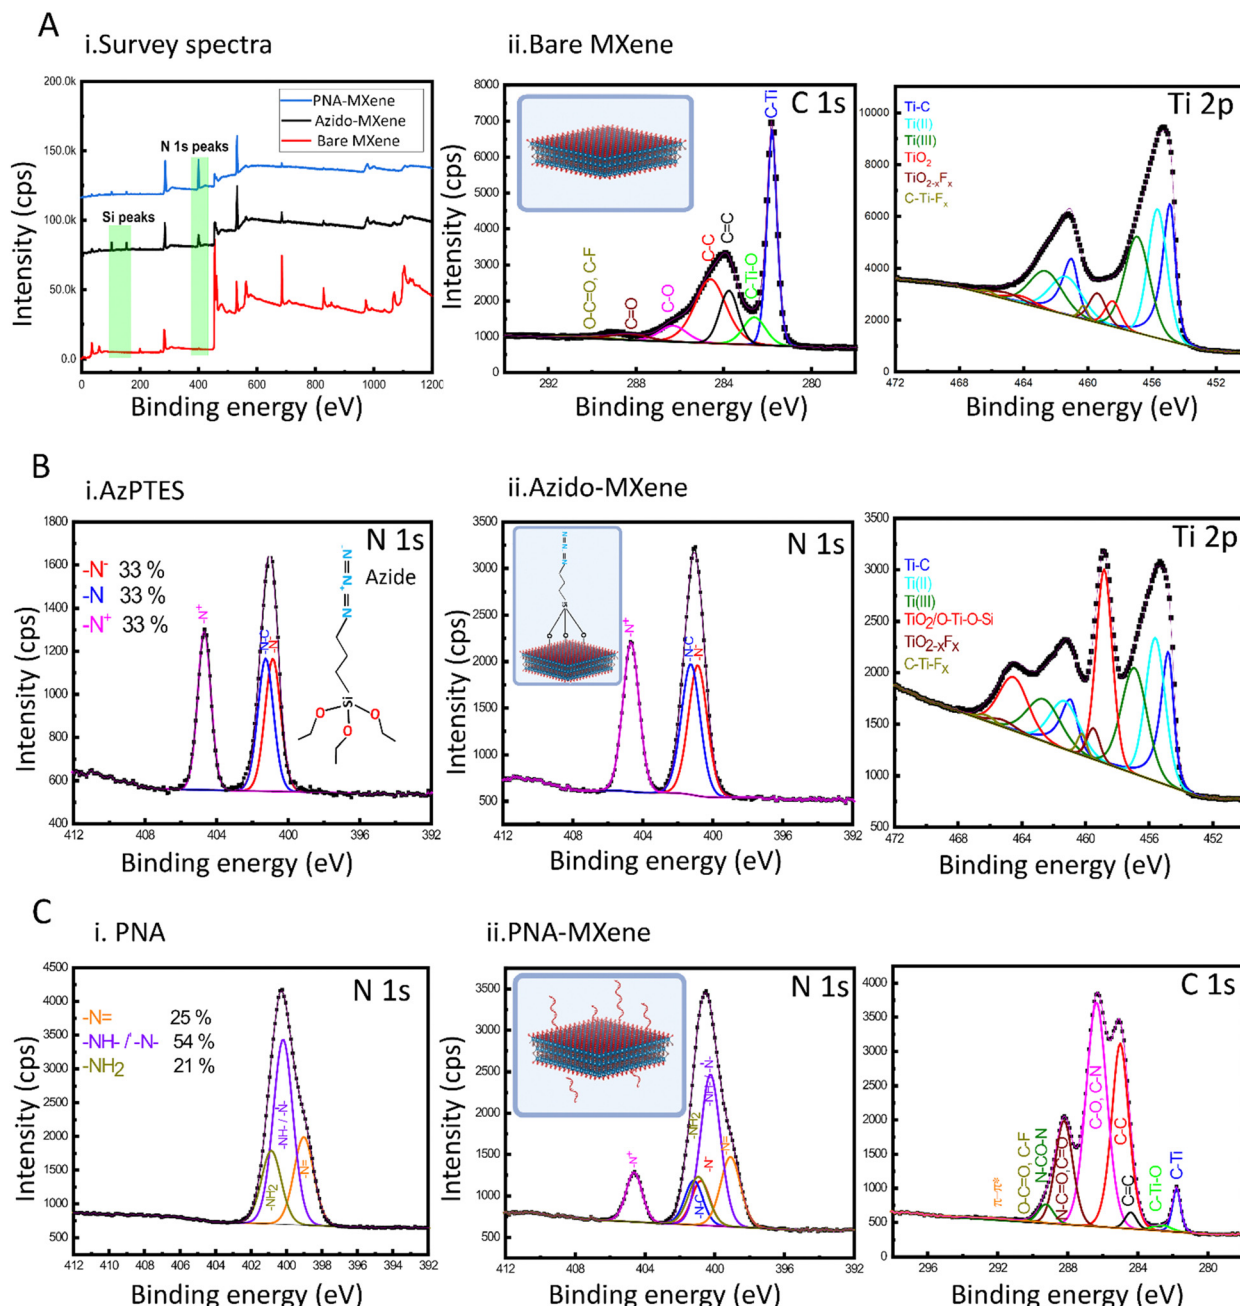 A
i.Survey spectra
200.0k
150.0k
100.0k
50.0k
0.0
PNA-MXene
Azido-MXene
Bare MXene
N 1s peaks
Si peaks
0 200 400 600 800 1000 1200
Binding energy (eV)
Intensity (cps)
ii.Bare MXene
8000
7000
6000
5000
4000
3000
2000
1000
0
C 1s
O-C=O, C-F
C=O
C-O
C-C
C=C
C-Ti-O
C-Ti
292 288 284 280
Binding energy (eV)
Intensity (cps)
Ti 2p
10000
8000
6000
4000
2000
0
Ti-C
Ti(II)
Ti(III)
TiO2
TiO2-xFx
C-Ti-Fx
472 468 464 460 456 452
Binding energy (eV)
B
i.AzPTES
1800
1600
1400
1200
1000
800
600
400
N 1s
-N- 33 %
-N 33 %
-N+ 33 %
-N+
-N-C
-N-
N=N+=N-
Azide
Si
O
O
O
412 408 404 400 396 392
Binding energy (eV)
Intensity (cps)
ii.Azido-MXene
3500
3000
2500
2000
1500
1000
500
0
N 1s
-N+
-N-C
-N-
412 408 404 400 396 392
Binding energy (eV)
Intensity (cps)
Ti 2p
3500
3000
2500
2000
1500
1000
500
Ti-C
Ti(II)
Ti(III)
TiO2/O-Ti-O-Si
TiO2-xFx
C-Ti-Fx
472 468 464 460 456 452
Binding energy (eV)
C
i. PNA
4500
4000
3500
3000
2500
2000
1500
1000
500
0
N 1s
-N= 25 %
-NH- / -N- 54 %
-NH2 21 %
-NH2
-NH- / -N-
-N=
412 408 404 400 396 392
Binding energy (eV)
Intensity (cps)
ii.PNA-MXene
3500
3000
2500
2000
1500
1000
500
0
N 1s
-N+
-NH2
-N-C
-N-
-N=
412 408 404 400 396 392
Binding energy (eV)
Intensity (cps)
C 1s
4000
3500
3000
2500
2000
1500
1000
500
0
π-π*
O-C=O, C-F
N-CO-N
N-C=O,C=O
C-O, C-N
C-C
C=C
C-Ti-O
C-Ti
296 292 288 284 280
Binding energy (eV)